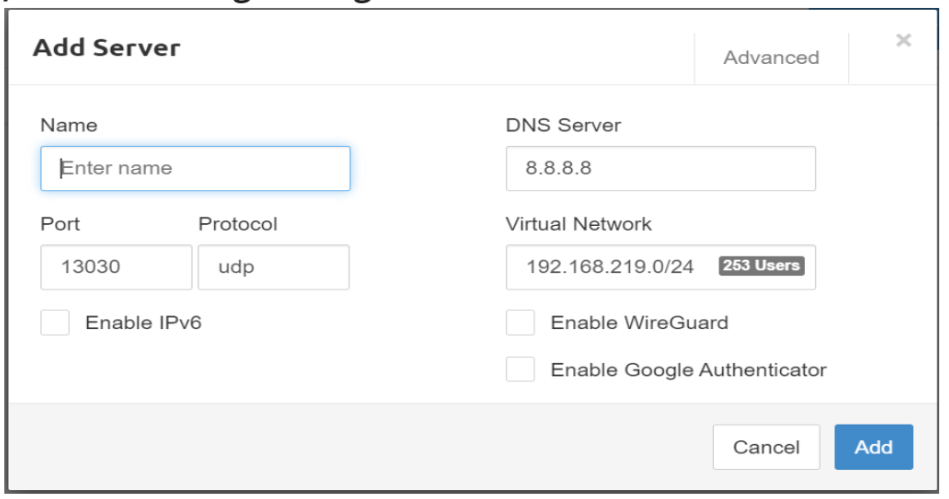 Add Server
Advanced
×
Name
Enter name
Port
Protocol
13030
udp
Enable IPv6
DNS Server
8.8.8.8
Virtual Network
192.168.219.0/24 253 Users
Enable WireGuard
Enable Google Authenticator
Cancel
Add